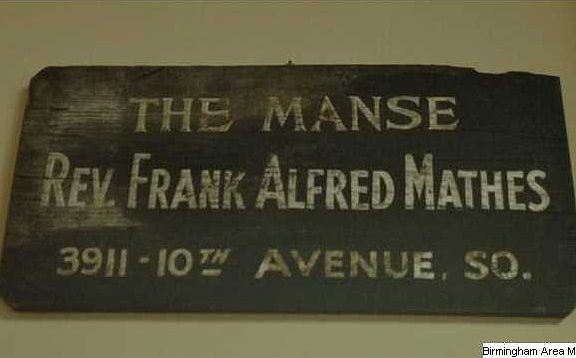 THE MANSE
REV. FRANK ALFRED MATHES
3911-10TH AVENUE, SO.
Birmingham Area M